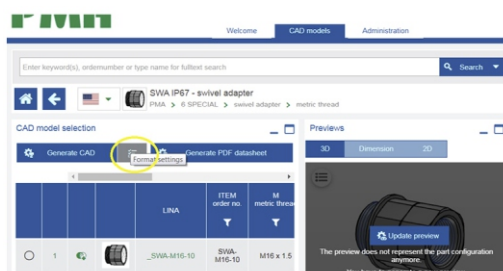 PMA
Welcome
CAD models
Administration
Enter keyword(s), ordernumber or type name for fulltext search
Search
SWA IP67 - swivel adapter
PMA > 6 SPECIAL > swivel adapter > metric thread
CAD model selection
Generate CAD
Generate PDF datasheet
Format settings
LINA
ITEM
order no.
M
metric threa
1
_SWA-M16-10
SWA-
M16-10
M16 x 1.5
Previews
3D
Dimension
2D
Update preview
The preview does not represent the part configuration
anymore.